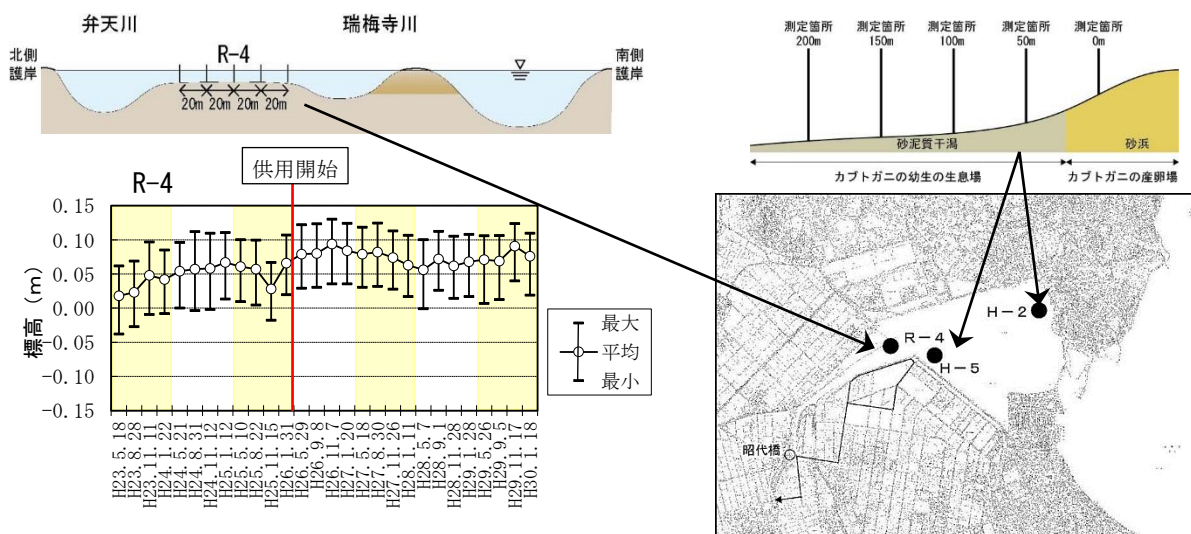 弁天川
瑞梅寺川
R-4
北側
護岸
南側
護岸
20m 20m 20m 20m
測定箇所
200m
測定箇所
150m
測定箇所
100m
測定箇所
50m
測定箇所
0m
砂泥質干潟
砂浜
カブトガニの幼生の生息場
カブトガニの産卵場
供用開始
R-4
標高 (m)
0.15
0.10
0.05
0.00
-0.05
-0.10
-0.15
H23.5.18
H23.8.28
H23.11.11
H24.1.22
H24.5.21
H24.8.31
H24.11.12
H25.1.12
H25.5.10
H25.8.22
H25.11.15
H26.1.31
H26.5.29
H26.9.8
H26.1.7
H27.1.20
H27.5.18
H27.8.30
H27.11.26
H28.1.11
H28.5.7
H28.9.1
H28.11.28
H29.1.28
H29.5.26
H29.9.5
H29.11.17
H30.1.18
最大
平均
最小
H-2
R-4
H-5
昭代橋